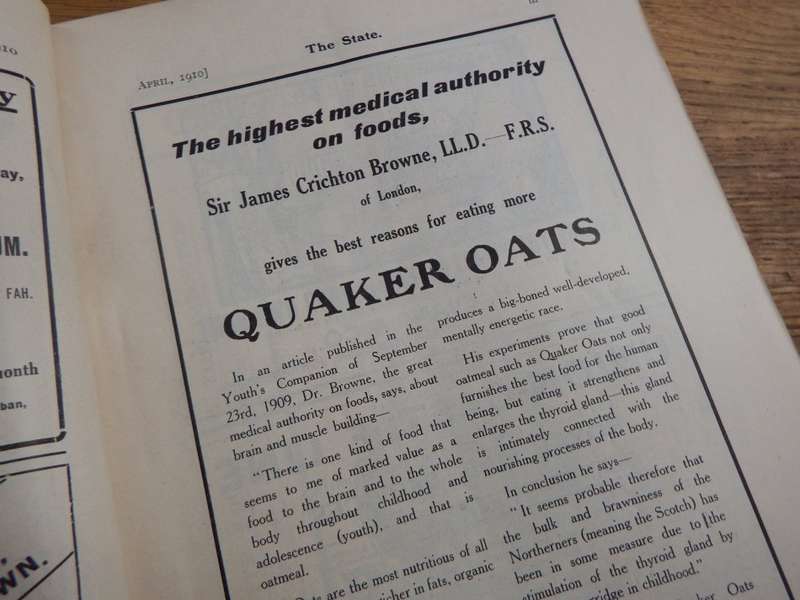 The State.
APRIL, 1910]
The highest medical authority
on foods,
Sir James Crichton Browne, LL.D.—F.R.S.
of London,
gives the best reasons for eating more
QUAKER OATS
In an article published in the
Youth's Companion of September
23rd, 1909, Dr. Browne, the great
medical authority on foods, says, about
brain and muscle building—
"There is one kind of food that
seems to me of marked value as a
food to the brain and to the whole
body throughout childhood and
adolescence (youth), and that is
oatmeal.
are the most nutritious of all
in fats, organic
produces a big-boned well-developed,
mentally energetic race.
His experiments prove that good
oatmeal such as Quaker Oats not only
furnishes the best food for the human
being, but eating it strengthens and
enlarges the thyroid gland—this gland
is intimately connected with the
nourishing processes of the body.
In conclusion he says—
"It seems probable therefore that
the bulk and brawniness of the
Northerners (meaning the Scotch) has
been in some measure due to the
stimulation of the thyroid gland by
in childhood."
Oats
ay,
UM.
FAH.
month
ban,
WN.